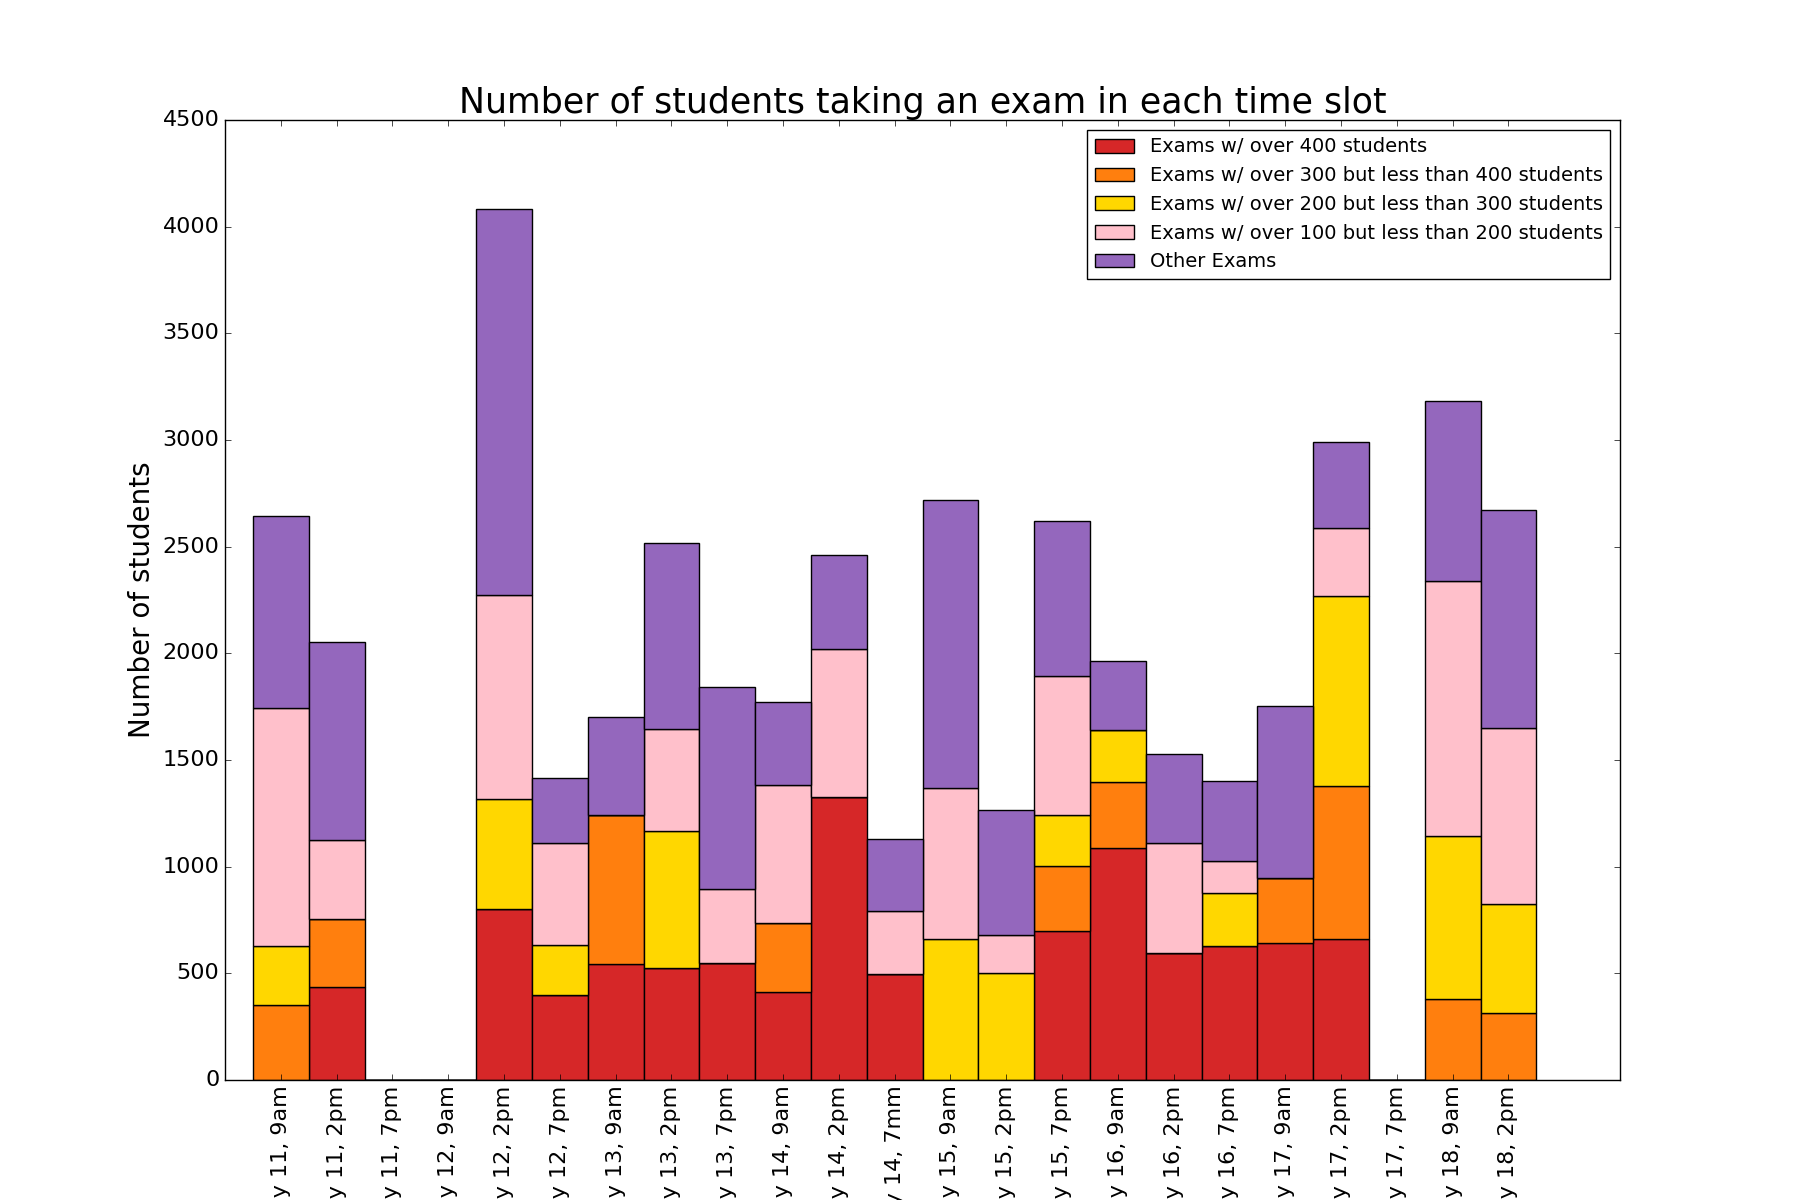 Number of students taking an exam in each time slot
Number of students
4500
4000
3500
3000
2500
2000
1500
1000
500
0
Exams w/ over 400 students
Exams w/ over 300 but less than 400 students
Exams w/ over 200 but less than 300 students
Exams w/ over 100 but less than 200 students
Other Exams
y 11, 9am
y 11, 2pm
y 11, 7pm
y 12, 9am
y 12, 2pm
y 12, 7pm
y 13, 9am
y 13, 2pm
y 13, 7pm
y 14, 9am
y 14, 2pm
y 14, 7mm
y 15, 9am
y 15, 2pm
y 15, 7pm
y 16, 9am
y 16, 2pm
y 16, 7pm
y 17, 9am
y 17, 2pm
y 17, 7pm
y 18, 9am
y 18, 2pm